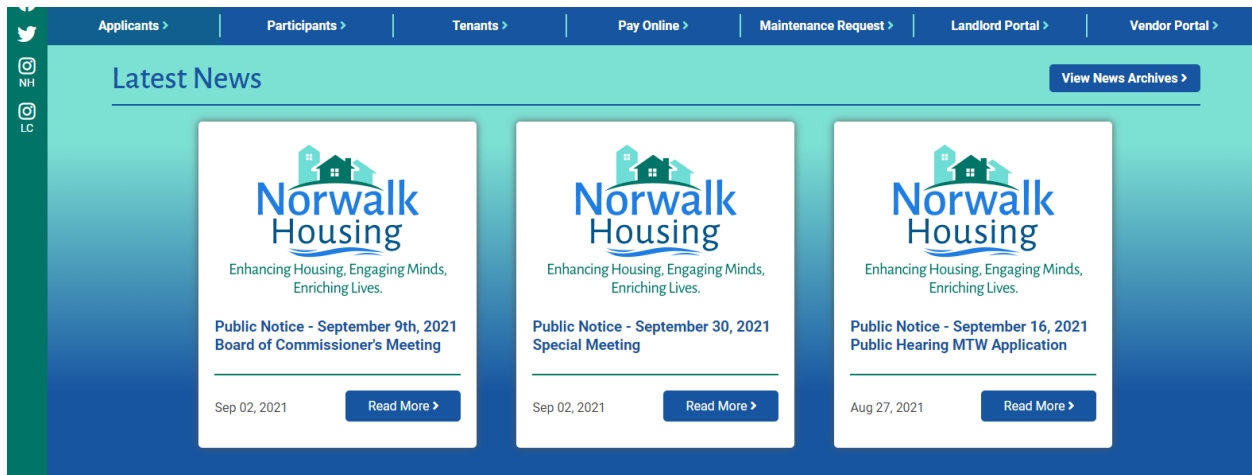 Applicants >
Participants >
Tenants >
Pay Online >
Maintenance Request >
Landlord Portal >
Vendor Portal >
NH
LC
Latest News
View News Archives >
Norwalk
Housing
Enhancing Housing, Engaging Minds,
Enriching Lives.
Public Notice - September 9th, 2021
Board of Commissioner's Meeting
Sep 02, 2021
Read More >
Norwalk
Housing
Enhancing Housing, Engaging Minds,
Enriching Lives.
Public Notice - September 30, 2021
Special Meeting
Sep 02, 2021
Read More >
Norwalk
Housing
Enhancing Housing, Engaging Minds,
Enriching Lives.
Public Notice - September 16, 2021
Public Hearing MTW Application
Aug 27, 2021
Read More >